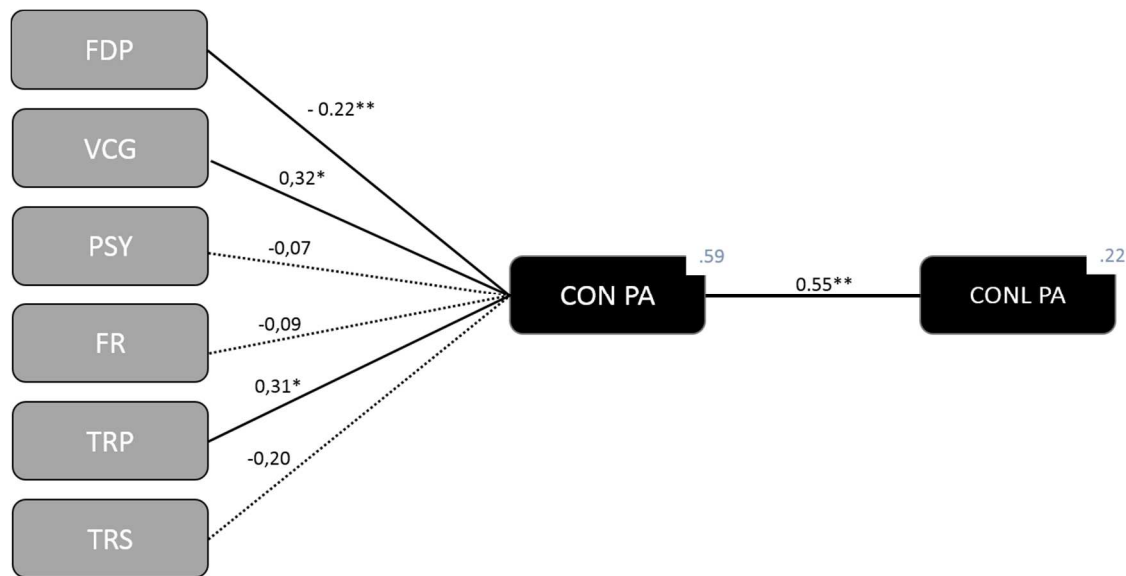 FDP
- 0.22**
VCG
0,32*
PSY
-0,07
.59
.22
CON PA
0.55**
CONL PA
FR
-0,09
0,31*
TRP
-0,20
TRS